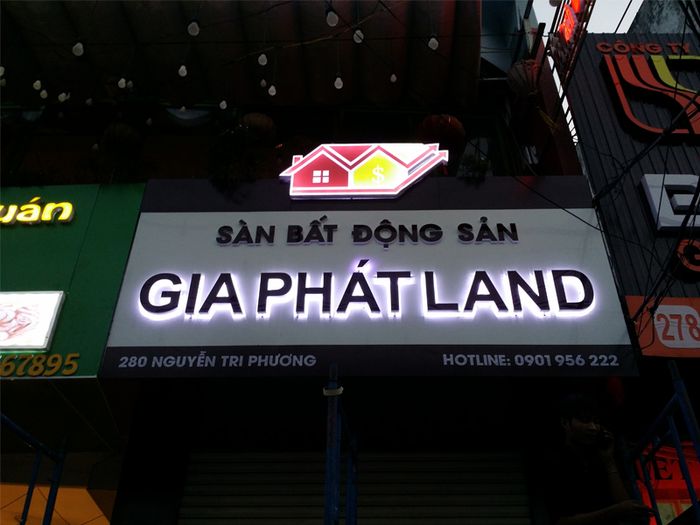 CÔNG TY
uán
$
SÀN BẤT ĐỘNG SẢN
GIA PHÁT LAND
280 NGUYỄN TRI PHƯƠNG
HOTLINE: 0901 956 222
67895
278